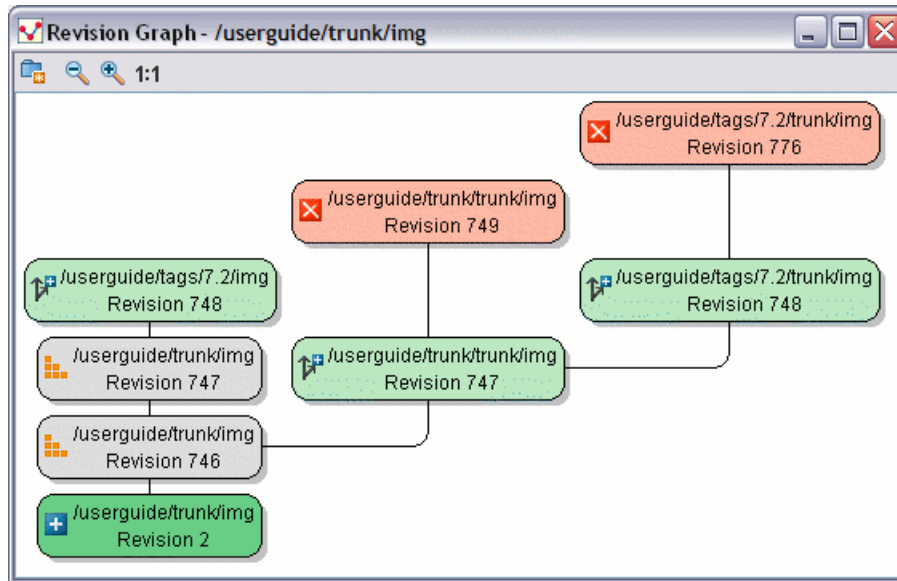 Revision Graph - /userguide/trunk/img
1:1
/userguide/tags/7.2/trunk/img
Revision 776
/userguide/trunk/trunk/img
Revision 749
/userguide/tags/7.2/img
Revision 748
/userguide/tags/7.2/trunk/img
Revision 748
/userguide/trunk/img
Revision 747
/userguide/trunk/trunk/img
Revision 747
/userguide/trunk/img
Revision 746
/userguide/trunk/img
Revision 2